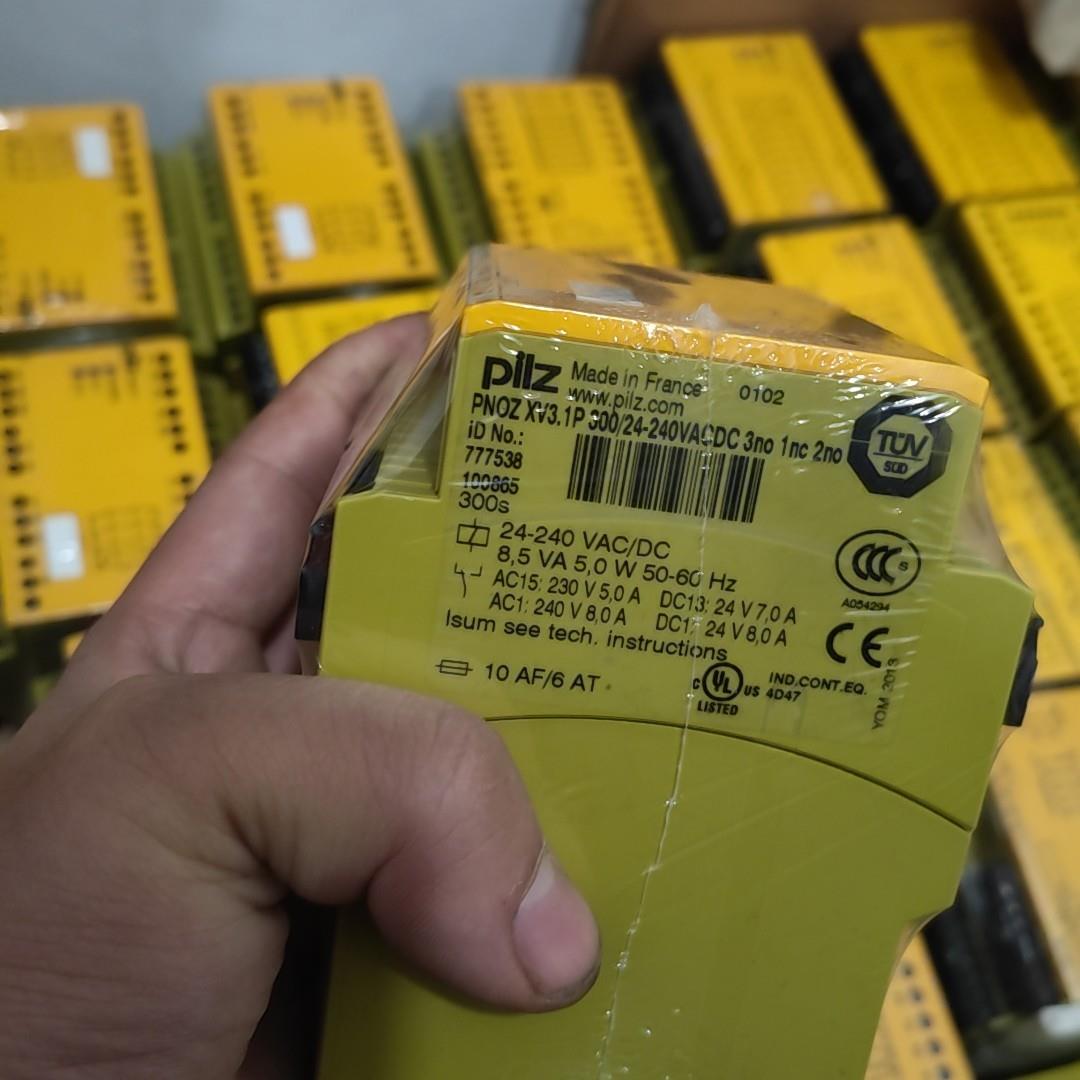 pilz Made in France 0102
www.pilz.com
PNOZ XV3.1P 300/24-240VACDC 3no 1nc 2no
iD No.:
777538
100865
300s
TÜV
SÜD
24-240 VAC/DC
8,5 VA 5,0 W 50-60 Hz
AC15: 230 V 5,0 A DC13: 24 V 7,0 A
AC1: 240 V 8,0 A DC1: 24 V 8,0 A
Isum see tech. instructions
10 AF/6 AT
CCC S
A054294
CE
c UL US
LISTED
IND.CONT.EQ.
4D47
YOM 2013